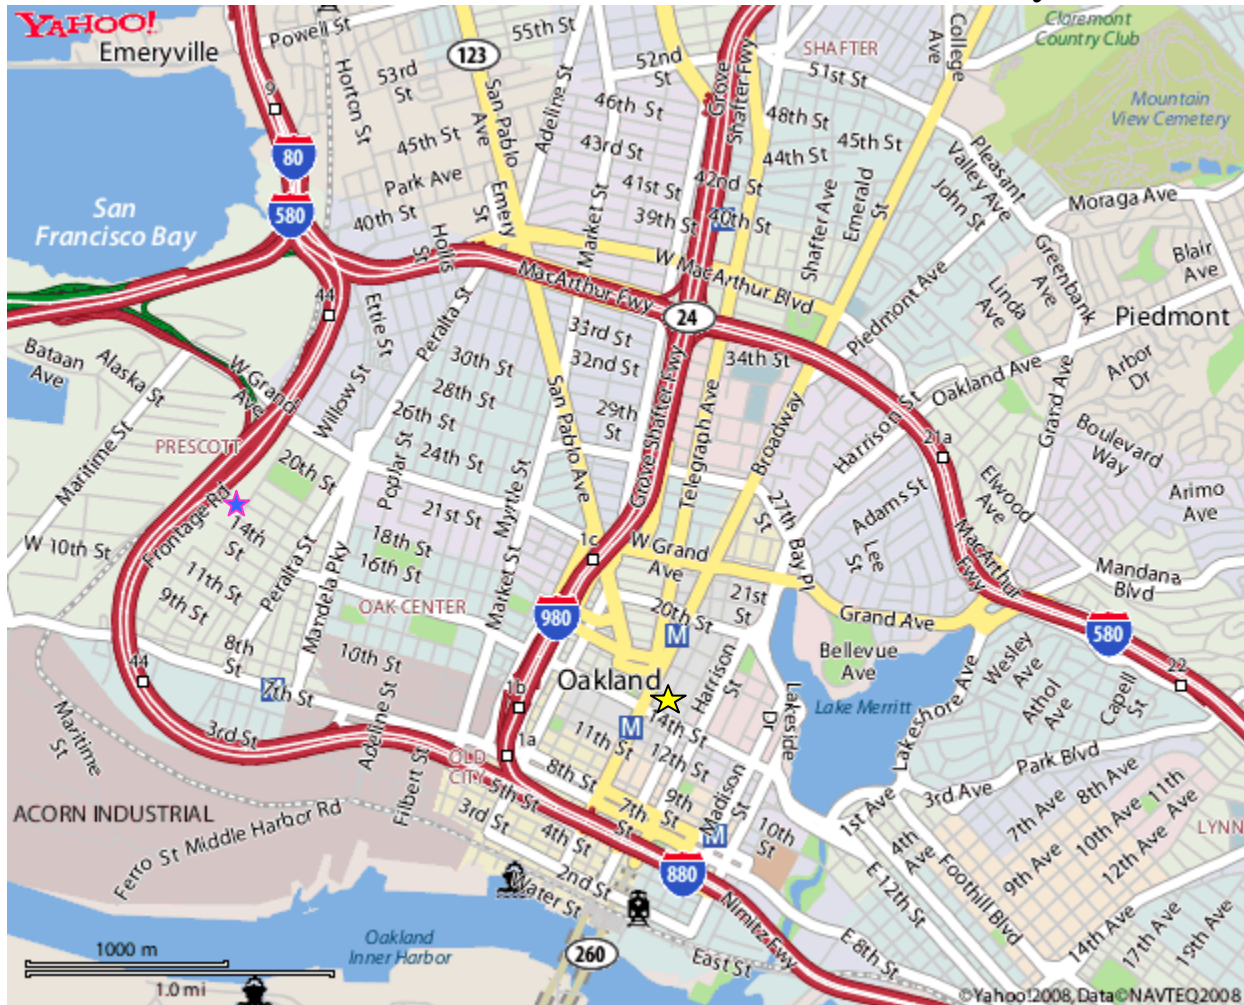 YAHOO!
Emeryville
Powell St
55th St
123
52nd
St
SHAFTER
51st St
College
Ave
Claremont
Country Club
Mountain
View Cemetery
9
Horton St
53rd
St
San Pablo
Ave
Adeline St
46th St
Grove
Shafter Fwy
48th St
45th St
80
45th St
43rd St
44th St
Pleasant
Valley Ave
Park Ave
41st St
42nd St
John St
Moraga Ave
San
Francisco Bay
580
40th St
Emery
St
Market St
39th St
40th St
Shafter Ave
Emerald
St
Hollis
St
W MacArthur Blvd
Greenbank
Ave
Blair
Ave
MacArthur Fwy
Piedmont Ave
Linda
Ave
44
Ettie St
Peralta St
24
Piedmont
Bataan
Ave
Alaska St
W Grand
Ave
Willow St
33rd St
32nd St
34th St
30th St
28th St
26th St
24th St
29th
St
San Pablo Ave
Grove Shafter Fwy
Telegraph Ave
Broadway
Harrison St
Oakland Ave
Grand Ave
Arbor
Dr
Boulevard
Way
PRESCOTT
Maritime St
20th St
Poplar St
Myrtle St
21a
Elwood
Ave
Arimo
Ave
Frontage Rd
14th
St
21st St
27th
St
Bay Pl
Adams St
Lee
St
W 10th St
11th St
9th St
Peralta St
Mandela Pky
18th St
16th St
Market St
1c
W Grand
Ave
MacArthur
Fwy
Mandana
Blvd
OAK CENTER
980
20th St
21st
St
Grand Ave
580
8th
St
10th St
M
Bellevue
Ave
Wesley
Ave
22
44
7th St
Oakland
1b
Harrison
St
Lakeside
Dr
Lake Merritt
Lakeshore Ave
Athol
Ave
Capell
St
Maritime
St
3rd St
Adeline St
M
14th St
11th St
12th St
Park Blvd
OLD
CITY
1a
8th St
9th
St
Madison
St
3rd Ave
8th Ave
11th
Ave
ACORN INDUSTRIAL
Filbert St
5th St
7th
St
1st Ave
7th Ave
10th Ave
LYNN
Ferro St
Middle Harbor Rd
3rd St
4th St
M
10th
St
4th
Ave
9th Ave
12th Ave
2nd St
880
E 12th St
Foothill Blvd
Water St
Nimitz Fwy
14th Ave
17th Ave
19th Ave
1000 m
1.0 mi
Oakland
Inner Harbor
260
East St
E 8th St
©Yahoo!2008, Data©NAVTEQ2008